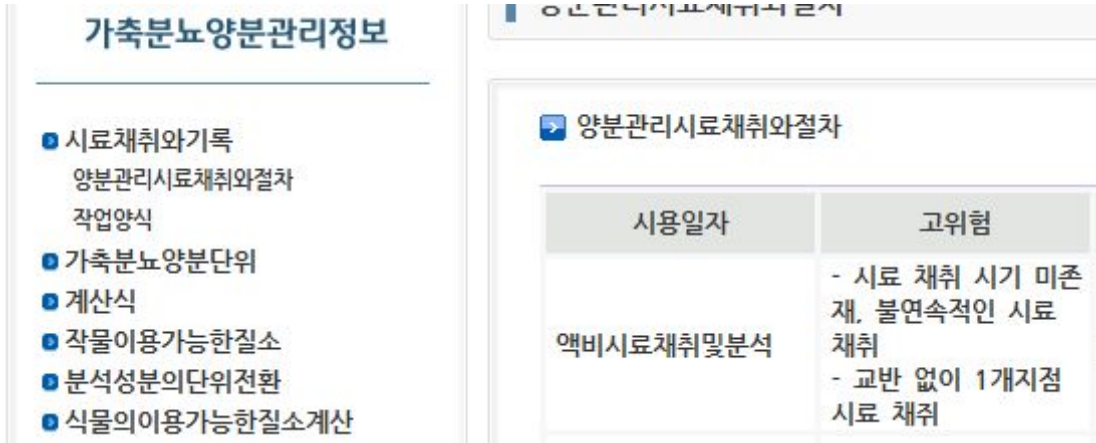 가축분뇨양분관리정보
시료채취와기록
양분관리시료채취와절차
작업양식
가축분뇨양분단위
계산식
작물이용가능한질소
분석성분의단위전환
식물의이용가능한질소계산
양분관리시료채취와절차
시용일자
고위험
액비시료채취및분석
- 시료 채취 시기 미존
재, 불연속적인 시료
채취
- 교반 없이 1개지점
시료 채취